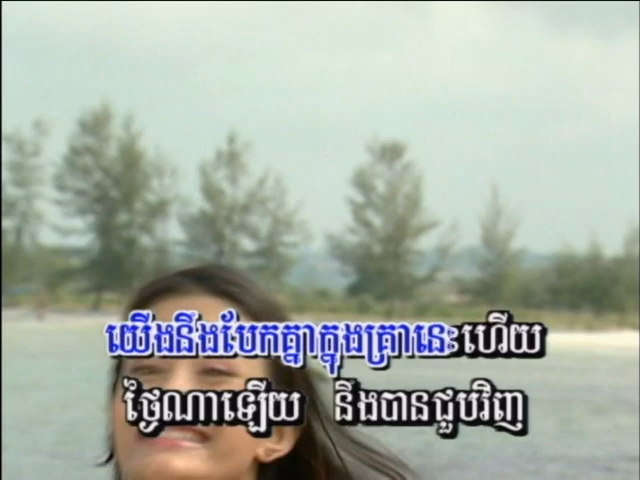 យើងនឹងបែកគ្នាក្នុងគ្រានេះហើយ
ថ្ងៃណាឡើយ នឹងបានជួបវិញ